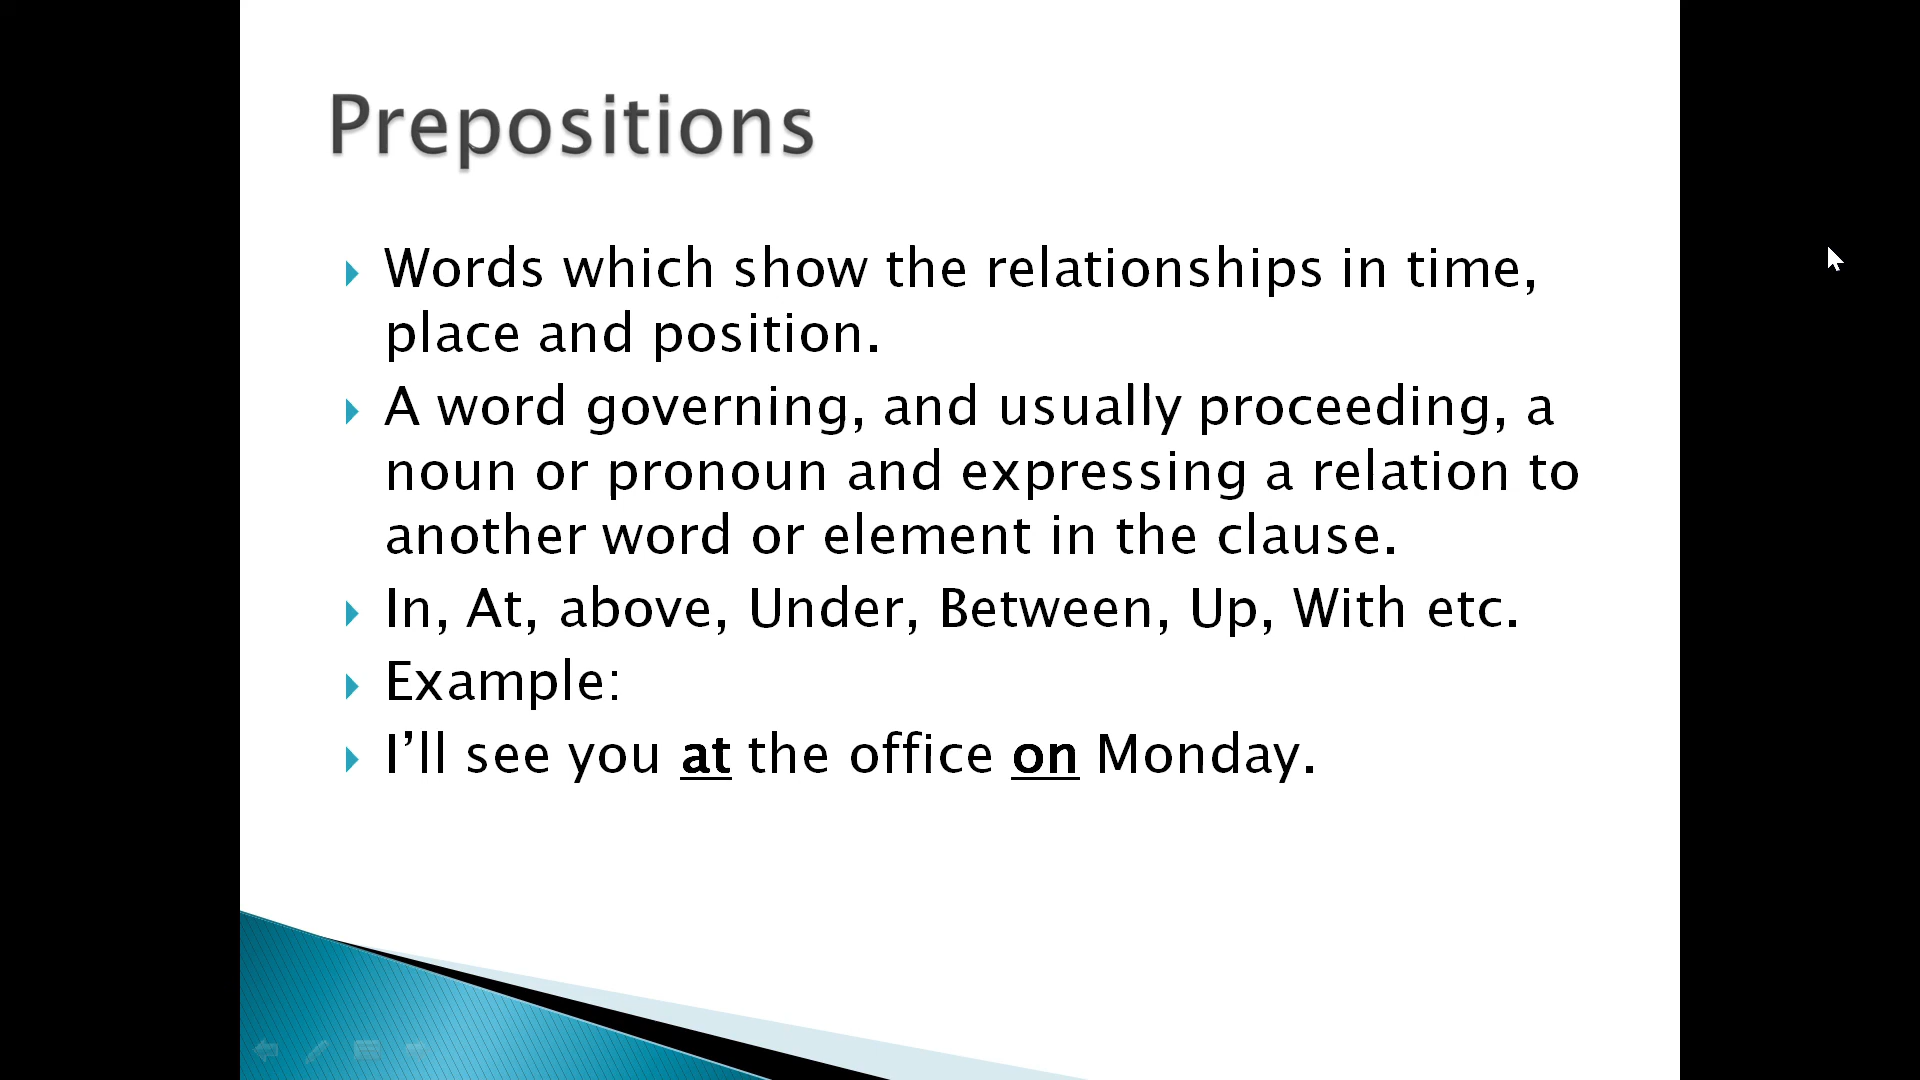 Prepositions
Words which show the relationships in time,
place and position.
A word governing, and usually proceeding, a
noun or pronoun and expressing a relation to
another word or element in the clause.
In, At, above, Under, Between, Up, With etc.
Example:
I’ll see you at the office on Monday.